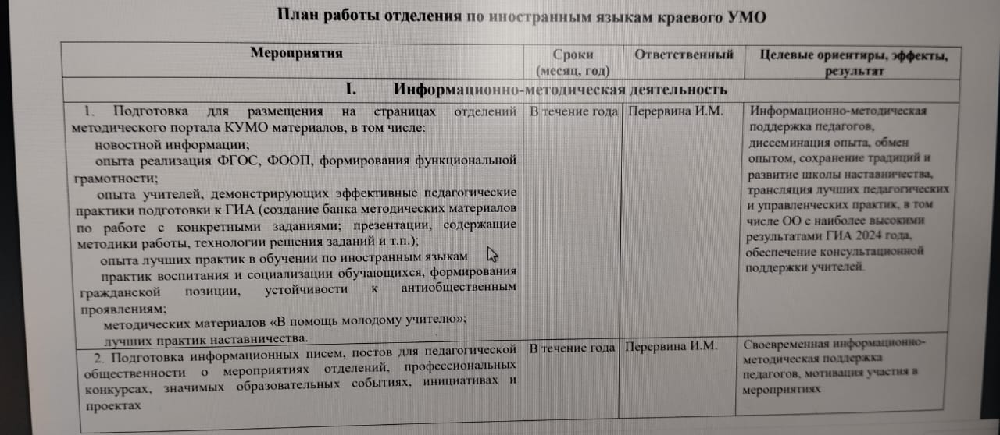 План работы отделения по иностранным языкам краевого УМО
Мероприятия
Сроки
(месяц, год)
Ответственный
Целевые ориентиры, эффекты,
результат
I. Информационно-методическая деятельность
1. Подготовка для размещения на страницах отделений
методического портала КУМО материалов, в том числе:
новостной информации;
опыта реализация ФГОС, ФООП, формирования функциональной
грамотности;
опыта учителей, демонстрирующих эффективные педагогические
практики подготовки к ГИА (создание банка методических материалов
по работе с конкретными заданиями; презентации, содержащие
методики работы, технологии решения заданий и т.п.);
опыта лучших практик в обучении по иностранным языкам
практик воспитания и социализации обучающихся, формирования
гражданской позиции, устойчивости к антиобщественным
проявлениям;
методических материалов «В помощь молодому учителю»;
лучших практик наставничества.
В течение года
Перервина И.М.
Информационно-методическая
поддержка педагогов,
диссеминация опыта, обмен
опытом, сохранение традиций и
развитие школы наставничества,
трансляция лучших педагогических
и управленческих практик, в том
числе ОО с наиболее высокими
результатами ГИА 2024 года,
обеспечение консультационной
поддержки учителей.
2. Подготовка информационных писем, постов для педагогической
общественности о мероприятиях отделений, профессиональных
конкурсах, значимых образовательных событиях, инициативах и
проектах
В течение года
Перервина И.М.
Своевременная информационно-
методическая поддержка
педагогов, мотивация участия в
мероприятиях